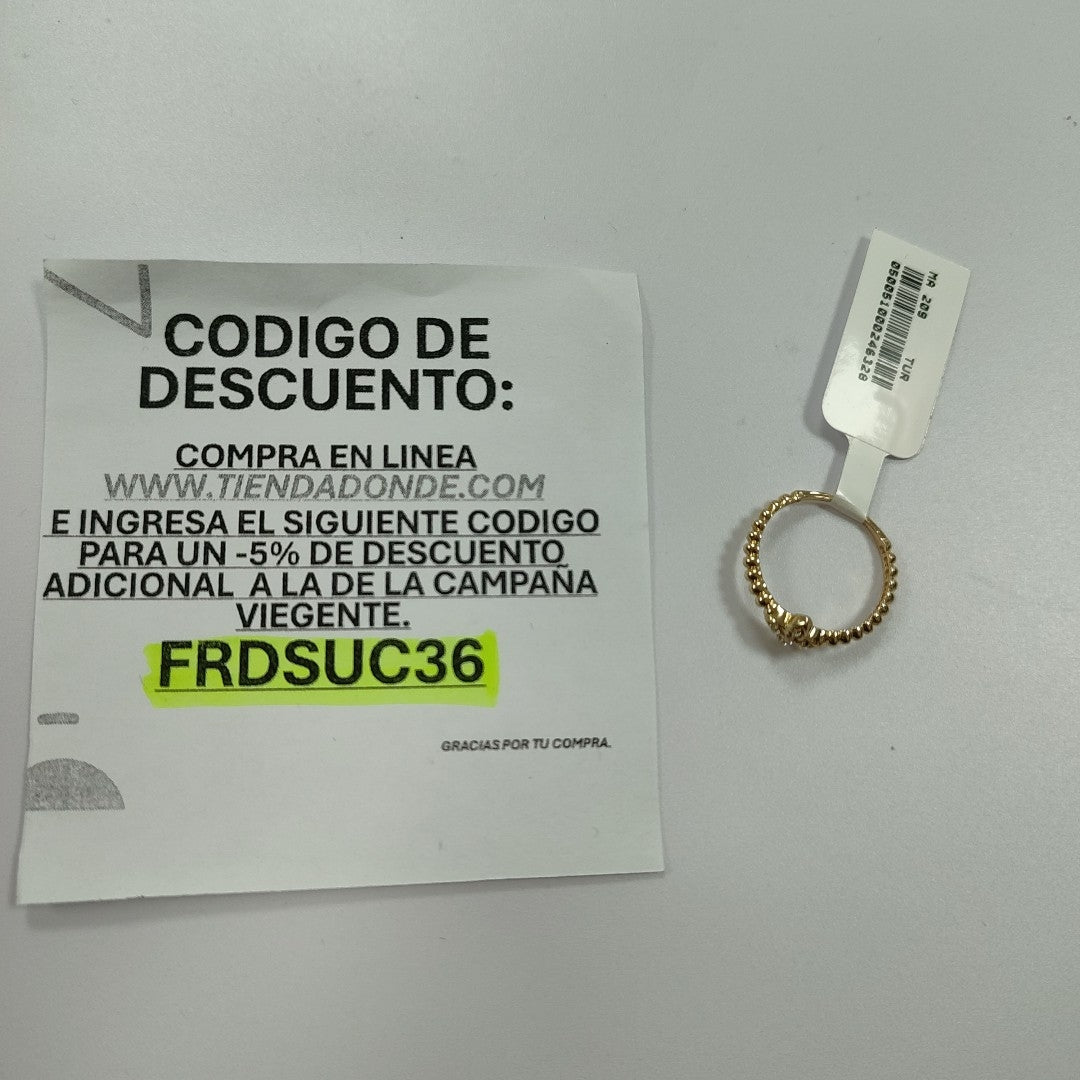 CODIGO DE
DESCUENTO:
COMPRA EN LINEA
WWW.TIENDADONDE.COM
E INGRESA EL SIGUIENTE CODIGO
PARA UN -5% DE DESCUENTO
ADICIONAL A LA DE LA CAMPAÑA
VIEGENTE.
FRDSUC36
GRACIAS POR TU COMPRA.
MA 209 TUR
050051000246328